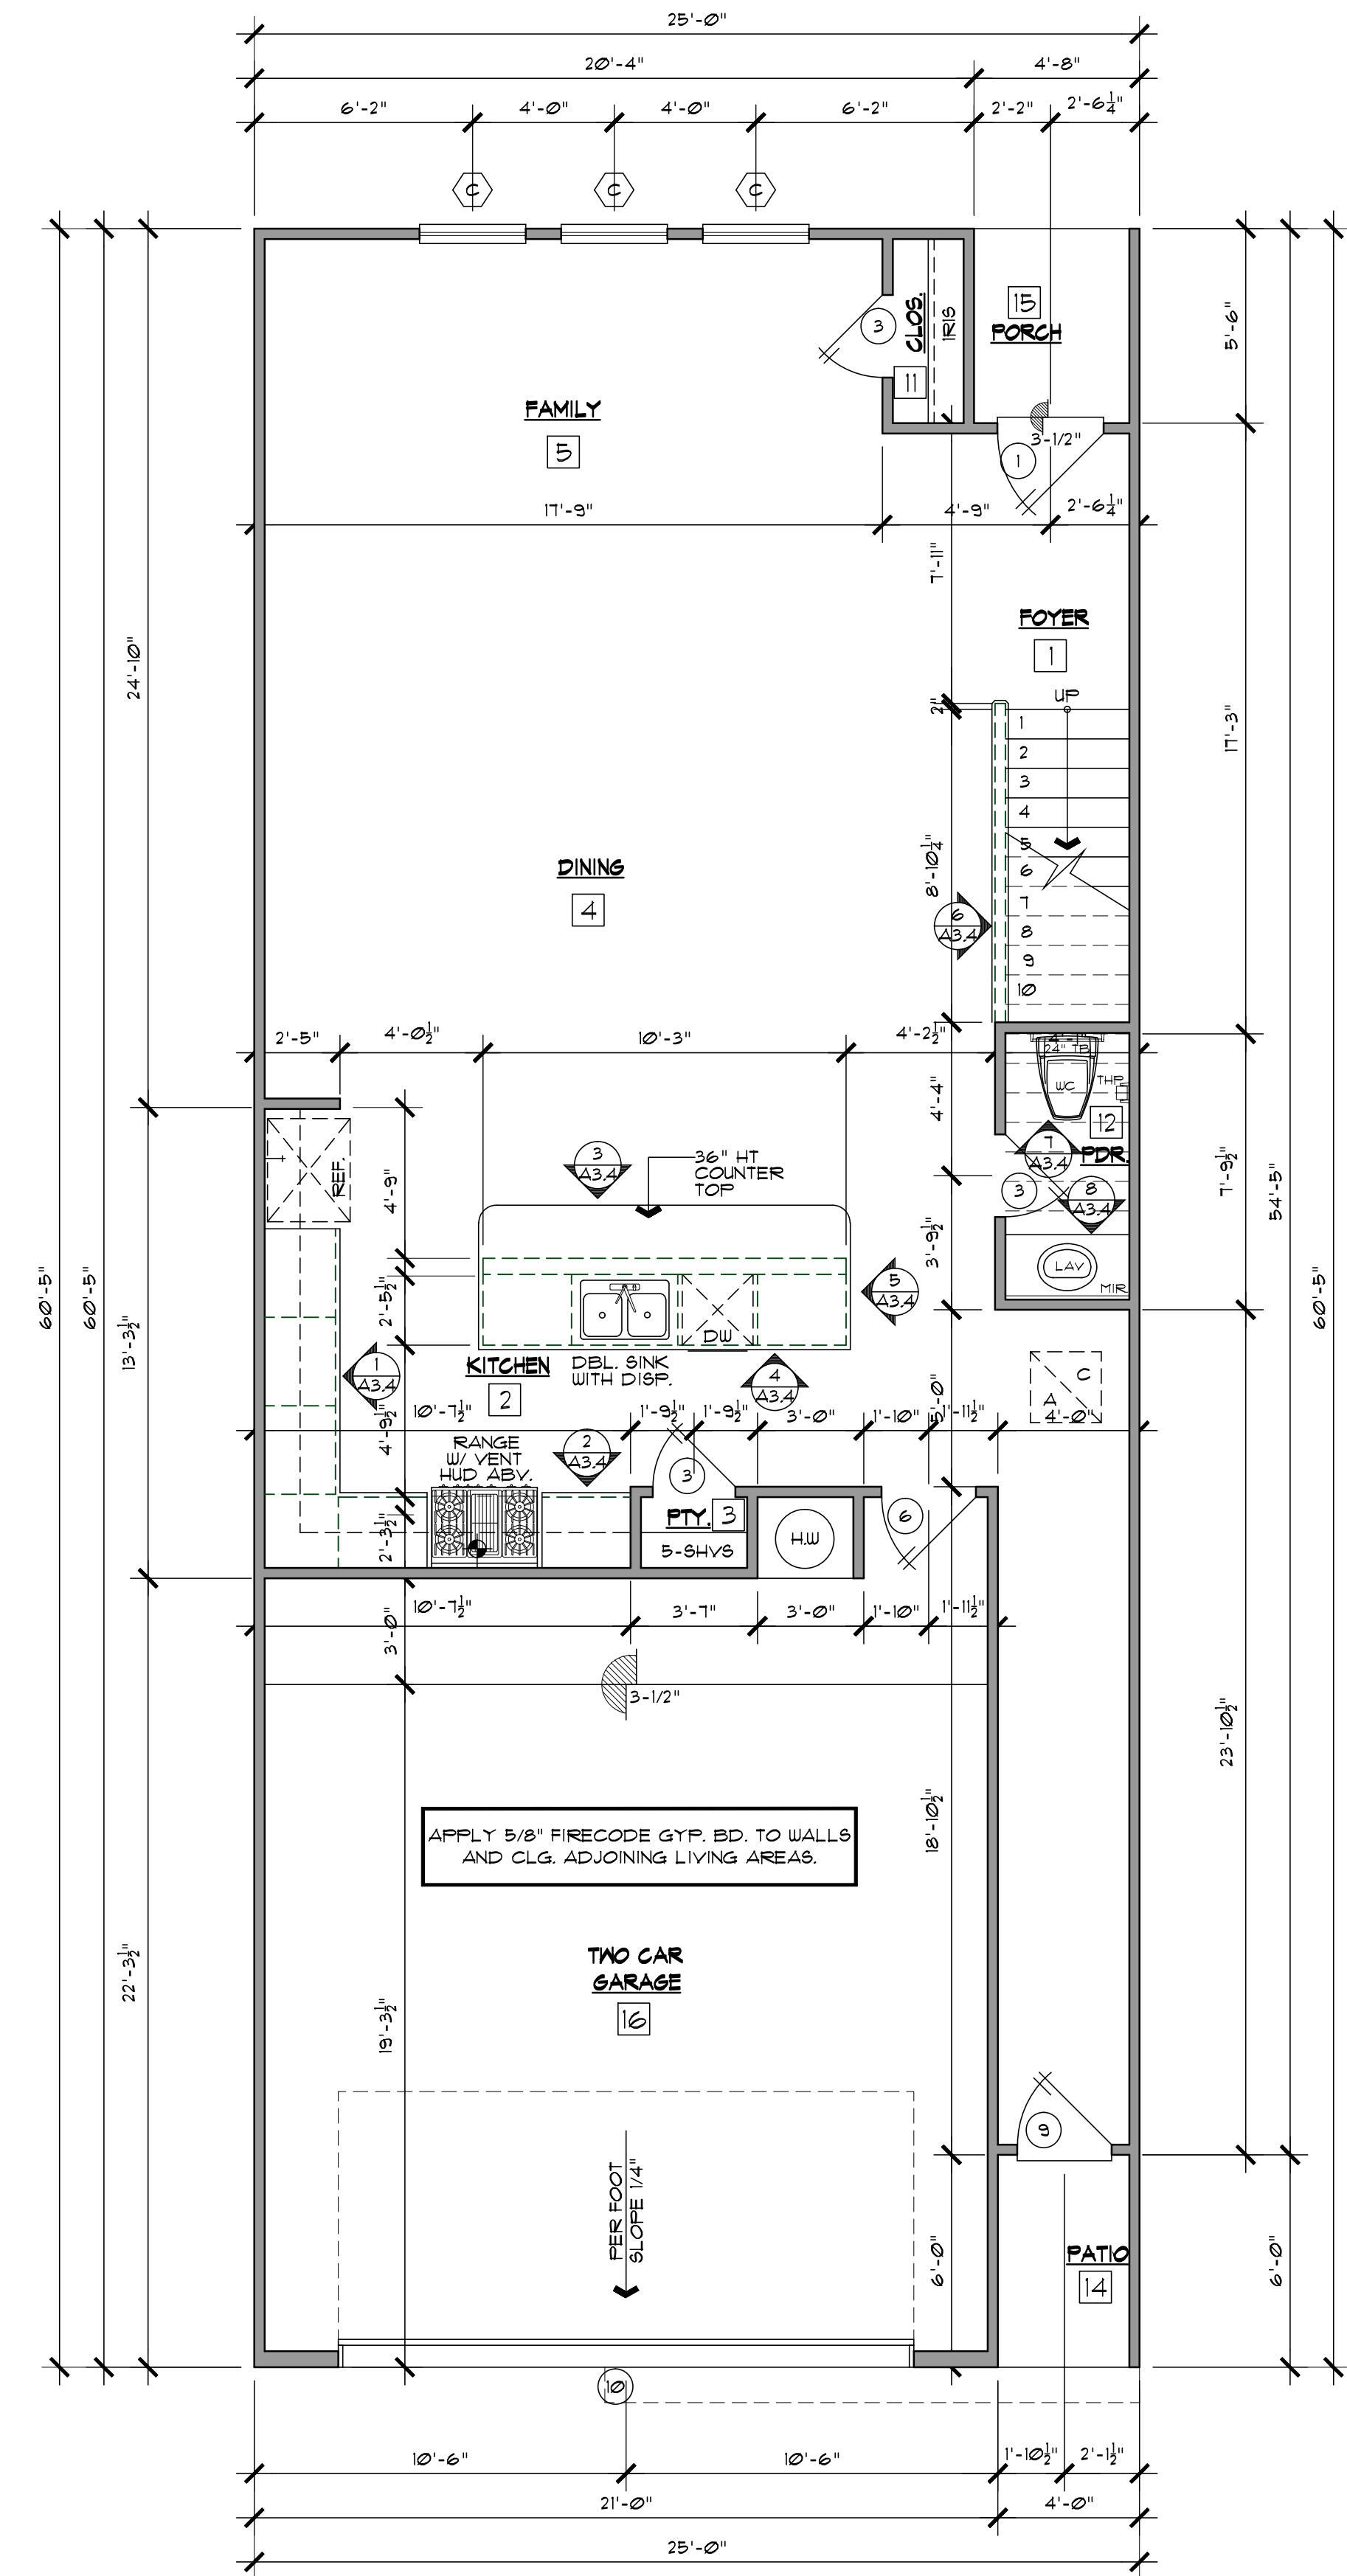 25'-0"
20'-4" 4'-8"
6'-2" 4'-0" 4'-0" 6'-2" 2'-2" 2'-6 1/4"
C C C
15
PORCH
3
CLOS.
IRIS
11
5'-6"
FAMILY
5
3-1/2"
1
17'-9" 4'-9" 2'-6 1/4"
7'-11"
FOYER
1
24'-10"
UP
2"
17'-3"
1
2
3
4
5
6
7
8
9
10
DINING
4
8'-10 1/4"
6
A3.4
2'-5" 4'-0 1/2" 10'-3" 4'-2 1/2"
24" TB
WC
THP
12
PDR.
4'-4"
7
A3.4
3
8
A3.4
7'-9 1/2"
54'-5"
REF.
4'-9"
3
A3.4
36" HT
COUNTER
TOP
3'-9 1/2"
LAV
MIR
60'-5"
60'-5"
13'-3 1/2"
2'-5 1/2"
5
A3.4
60'-5"
DW
KITCHEN
2
DBL. SINK
WITH DISP.
1
A3.4
4
A3.4
C
A
4'-9 1/2"
10'-7 1/2" 1'-9 1/2" 1'-9 1/2" 3'-0" 1'-10" 5'-0" 1'-11 1/2" 4'-0"
RANGE
W/ VENT
HUD ABV.
2
A3.4
3
PTY. 3
5-SHVS
H.W
6
2'-3 1/2"
10'-7 1/2" 3'-7" 3'-0" 1'-10" 1'-11 1/2"
3'-0"
3-1/2"
23'-10 1/2"
18'-10 1/2"
APPLY 5/8" FIRECODE GYP. BD. TO WALLS
AND CLG. ADJOINING LIVING AREAS.
TWO CAR
GARAGE
16
22'-3 1/2"
19'-3 1/2"
9
PER FOOT
SLOPE 1/4"
6'-0"
PATIO
14
6'-0"
10
10'-6" 10'-6" 1'-10 1/2" 2'-1 1/2"
21'-0" 4'-0"
25'-0"